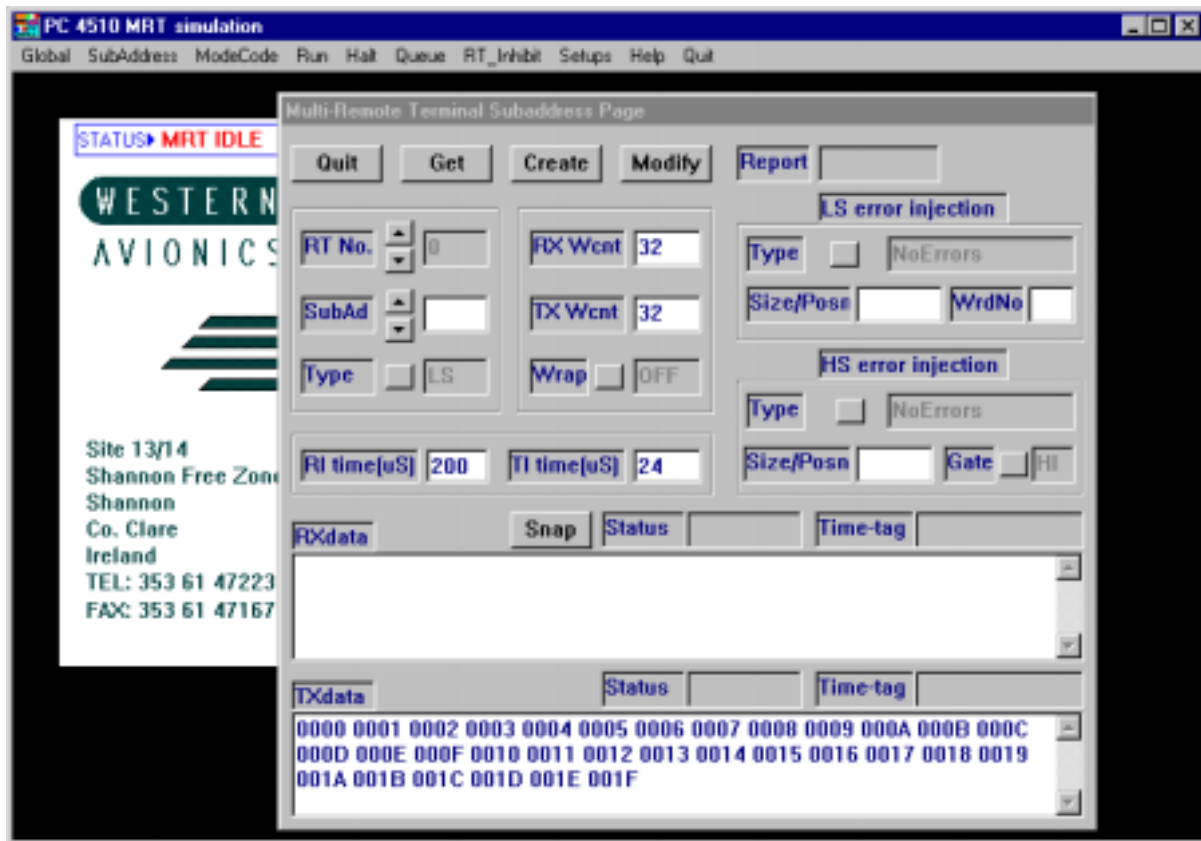 PC 4510 MRT simulation
Global SubAddress ModeCode Run Halt Queue RT_Inhibit Setups Help Quit
STATUS MRT IDLE
WESTERN
AVIONICS
Site 13/14
Shannon Free Zone
Shannon
Co. Clare
Ireland
TEL: 353 61 47223
FAX: 353 61 47167
Multi-Remote Terminal Subaddress Page
Quit Get Create Modify Report
LS error injection
RT No. 0 RX Wcnt 32
Type NoErrors
SubAd TX Wcnt 32
Size/Posn WrdNo
HS error injection
Type LS Wrap OFF
Type NoErrors
RI time(uS) 200 TI time(uS) 24
Size/Posn Gate HI
RXdata Snap Status Time-tag
TXdata Status Time-tag
0000 0001 0002 0003 0004 0005 0006 0007 0008 0009 000A 000B 000C
000D 000E 000F 0010 0011 0012 0013 0014 0015 0016 0017 0018 0019
001A 001B 001C 001D 001E 001F